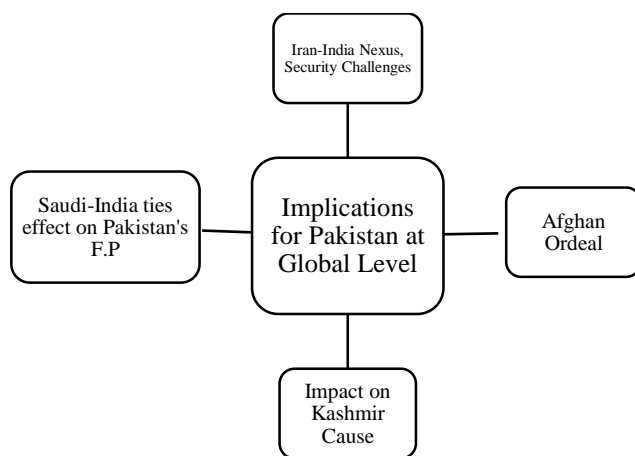 Iran-India Nexus,
Security Challenges
Saudi-India ties
effect on Pakistan's
F.P
Implications
for Pakistan at
Global Level
Afghan
Ordeal
Impact on
Kashmir
Cause